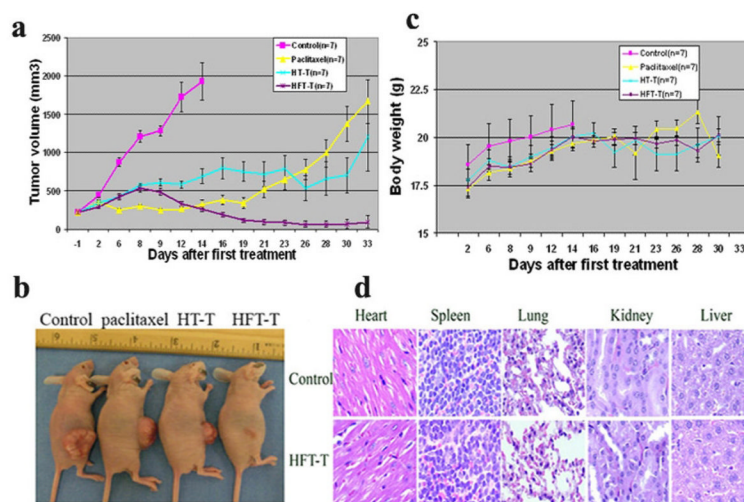 a
Tumor volume (mm3)
2500
2000
1500
1000
500
0
Control(n=7)
Paclitaxel(n=7)
HT-T(n=7)
HFT-T(n=7)
-1 2 6 8 9 12 14 16 19 21 23 26 28 30 33
Days after first treatment
c
Body weight (g)
25
22.5
20
17.5
15
Control(n=7)
Paclitaxel(n=7)
HT-T(n=7)
HFT-T(n=7)
2 6 8 9 12 14 16 19 21 23 26 28 30
Days after first treatment
b
Control paclitaxel HT-T HFT-T
d
Heart Spleen Lung Kidney Liver
Control
HFT-T